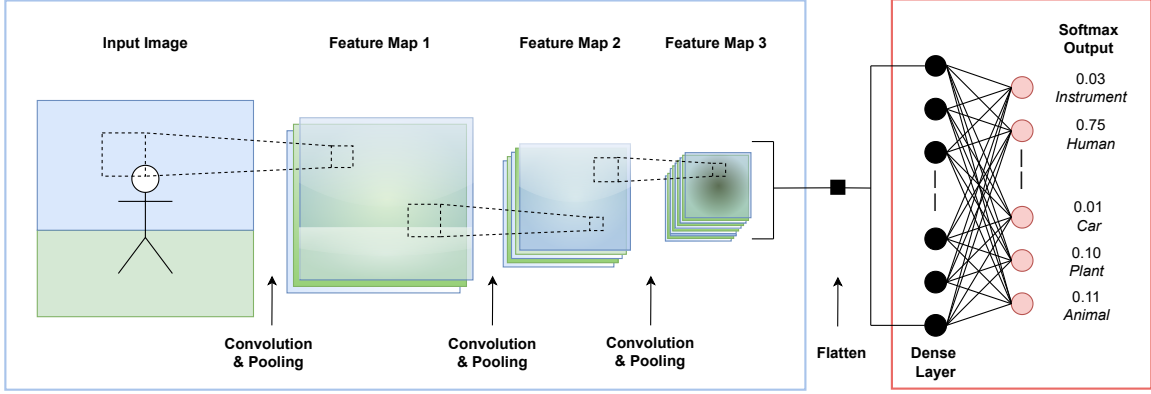 Input Image
Feature Map 1
Feature Map 2
Feature Map 3
Softmax
Output
0.03
Instrument
0.75
Human
0.01
Car
0.10
Plant
0.11
Animal
Convolution
& Pooling
Convolution
& Pooling
Convolution
& Pooling
Flatten
Dense
Layer